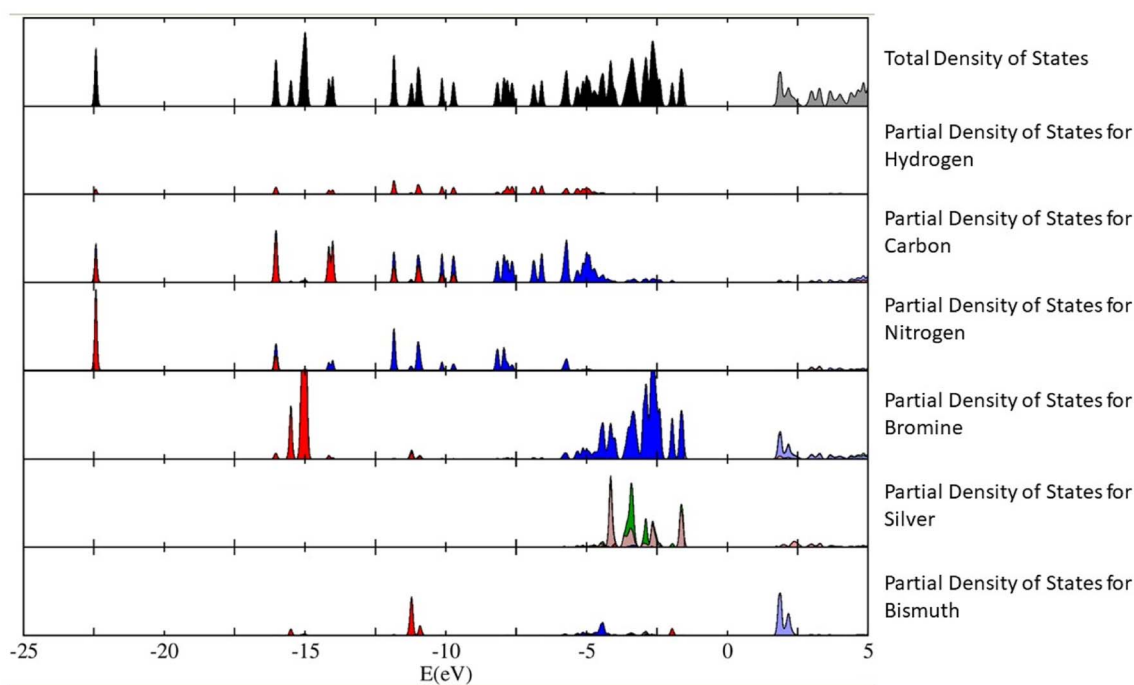 Total Density of States
Partial Density of States for
Hydrogen
Partial Density of States for
Carbon
Partial Density of States for
Nitrogen
Partial Density of States for
Bromine
Partial Density of States for
Silver
Partial Density of States for
Bismuth
-25 -20 -15 -10 -5 0 5
E(eV)